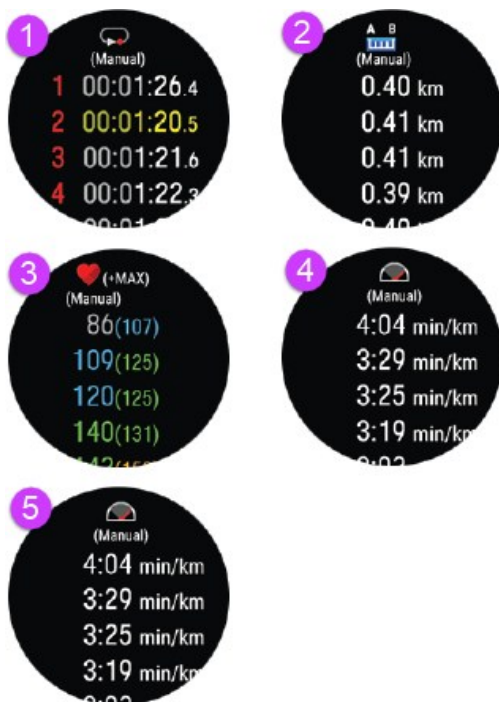 1
(Manual)
1 00:01:26.4
2 00:01:20.5
3 00:01:21.6
4 00:01:22.3
2
A B
(Manual)
0.40 km
0.41 km
0.41 km
0.39 km
3
(+MAX)
(Manual)
86(107)
109(125)
120(125)
140(131)
4
(Manual)
4:04 min/km
3:29 min/km
3:25 min/km
3:19 min/km
5
(Manual)
4:04 min/km
3:29 min/km
3:25 min/km
3:19 min/km